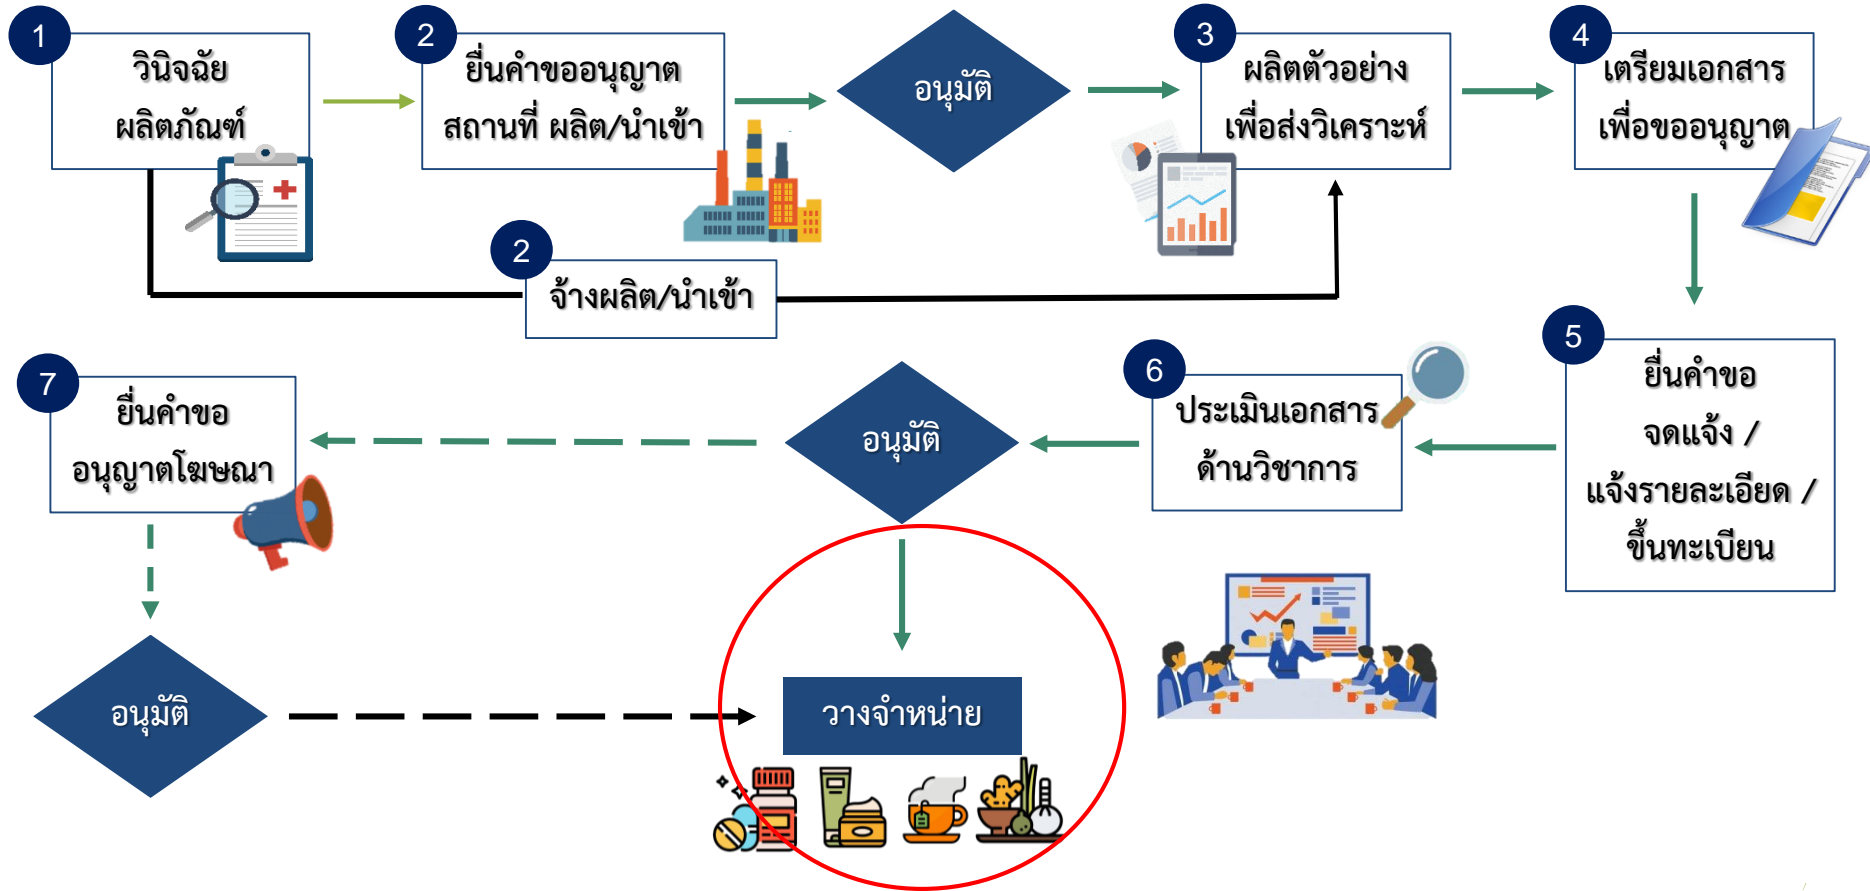 1
วินิจฉัย
ผลิตภัณฑ์
2
ยื่นคำขออนุญาต
สถานที่ ผลิต/นำเข้า
อนุมัติ
3
ผลิตตัวอย่าง
เพื่อส่งวิเคราะห์
4
เตรียมเอกสาร
เพื่อขออนุญาต
2
จ้างผลิต/นำเข้า
5
ยื่นคำขอ
จดแจ้ง /
แจ้งรายละเอียด /
ขึ้นทะเบียน
6
ประเมินเอกสาร
ด้านวิชาการ
อนุมัติ
7
ยื่นคำขอ
อนุญาตโฆษณา
อนุมัติ
วางจำหน่าย